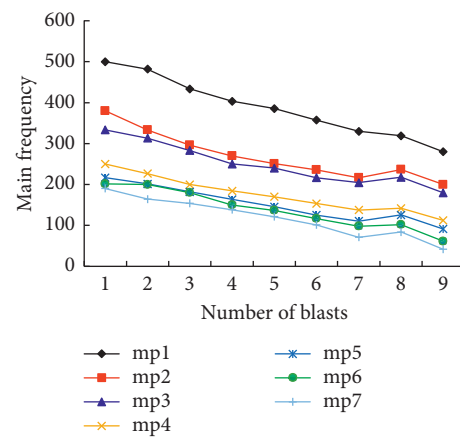 600
500
400
300
200
100
0
Main frequency
1 2 3 4 5 6 7 8 9
Number of blasts
mp1 mp5
mp2 mp6
mp3 mp7
mp4